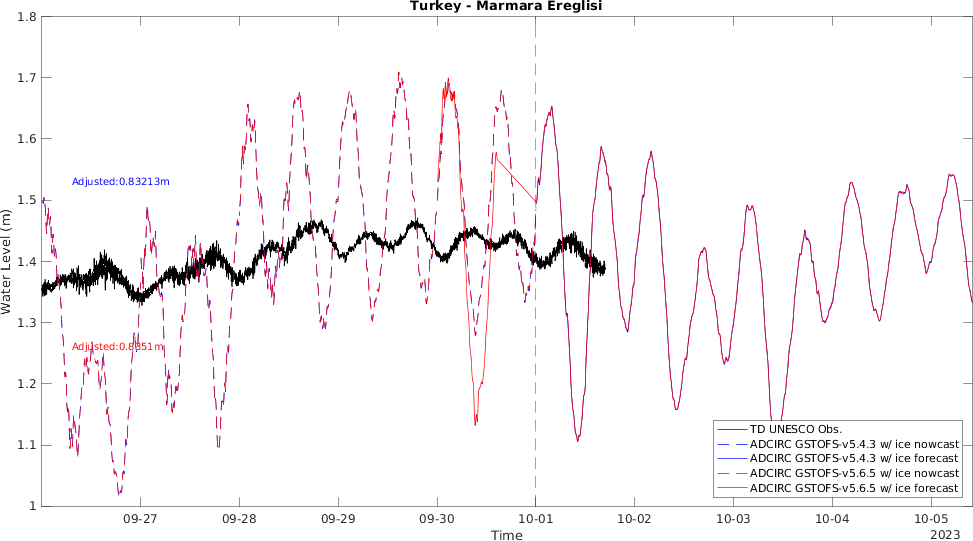 Turkey - Marmara Ereglisi
1.8
1.7
1.6
1.5
1.4
1.3
1.2
1.1
1
Water Level (m)
Adjusted:0.83213m
Adjusted:0.8351m
TD UNESCO Obs.
ADCIRC GSTOFS-v5.4.3 w/ ice nowcast
ADCIRC GSTOFS-v5.4.3 w/ ice forecast
ADCIRC GSTOFS-v5.6.5 w/ ice nowcast
ADCIRC GSTOFS-v5.6.5 w/ ice forecast
09-27 09-28 09-29 09-30 10-01 10-02 10-03 10-04 10-05
Time
2023